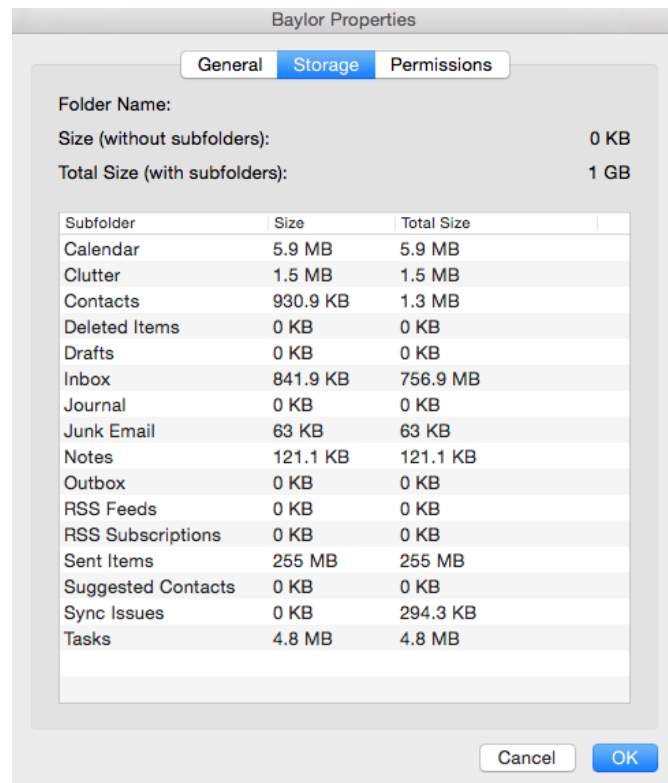 Baylor Properties
General Storage Permissions
Folder Name:
Size (without subfolders): 0 KB
Total Size (with subfolders): 1 GB
Subfolder Size Total Size
Calendar 5.9 MB 5.9 MB
Clutter 1.5 MB 1.5 MB
Contacts 930.9 KB 1.3 MB
Deleted Items 0 KB 0 KB
Drafts 0 KB 0 KB
Inbox 841.9 KB 756.9 MB
Journal 0 KB 0 KB
Junk Email 63 KB 63 KB
Notes 121.1 KB 121.1 KB
Outbox 0 KB 0 KB
RSS Feeds 0 KB 0 KB
RSS Subscriptions 0 KB 0 KB
Sent Items 255 MB 255 MB
Suggested Contacts 0 KB 0 KB
Sync Issues 0 KB 294.3 KB
Tasks 4.8 MB 4.8 MB
Cancel OK